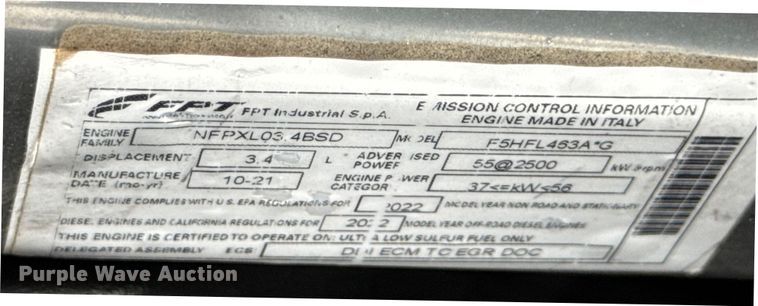 FPT FPT Industrial S.p.A. EMISSION CONTROL INFORMATION
ENGINE MADE IN ITALY
ENGINE FAMILY NFPXL03.4BSD MODEL F5HFL463A*G
DISPLACEMENT 3.4 L ADVERTISED POWER 55@2500 kW@rpm
MANUFACTURE DATE (mo-yr) 10-21 ENGINE POWER CATEGOR 37<=kW<56
THIS ENGINE COMPLIES WITH U.S. EPA REGULATIONS FOR 2022 MODEL YEAR NON ROAD AND STATIONARY
DIESEL ENGINES AND CALIFORNIA REGULATIONS FOR 2022 MODEL YEAR OFF-ROAD DIESEL ENGINES
THIS ENGINE IS CERTIFIED TO OPERATE ON ULTRA LOW SULFUR FUEL ONLY
DELEGATED ASSEMBLY ECS DI ECM TC EGR DOC
Purple Wave Auction